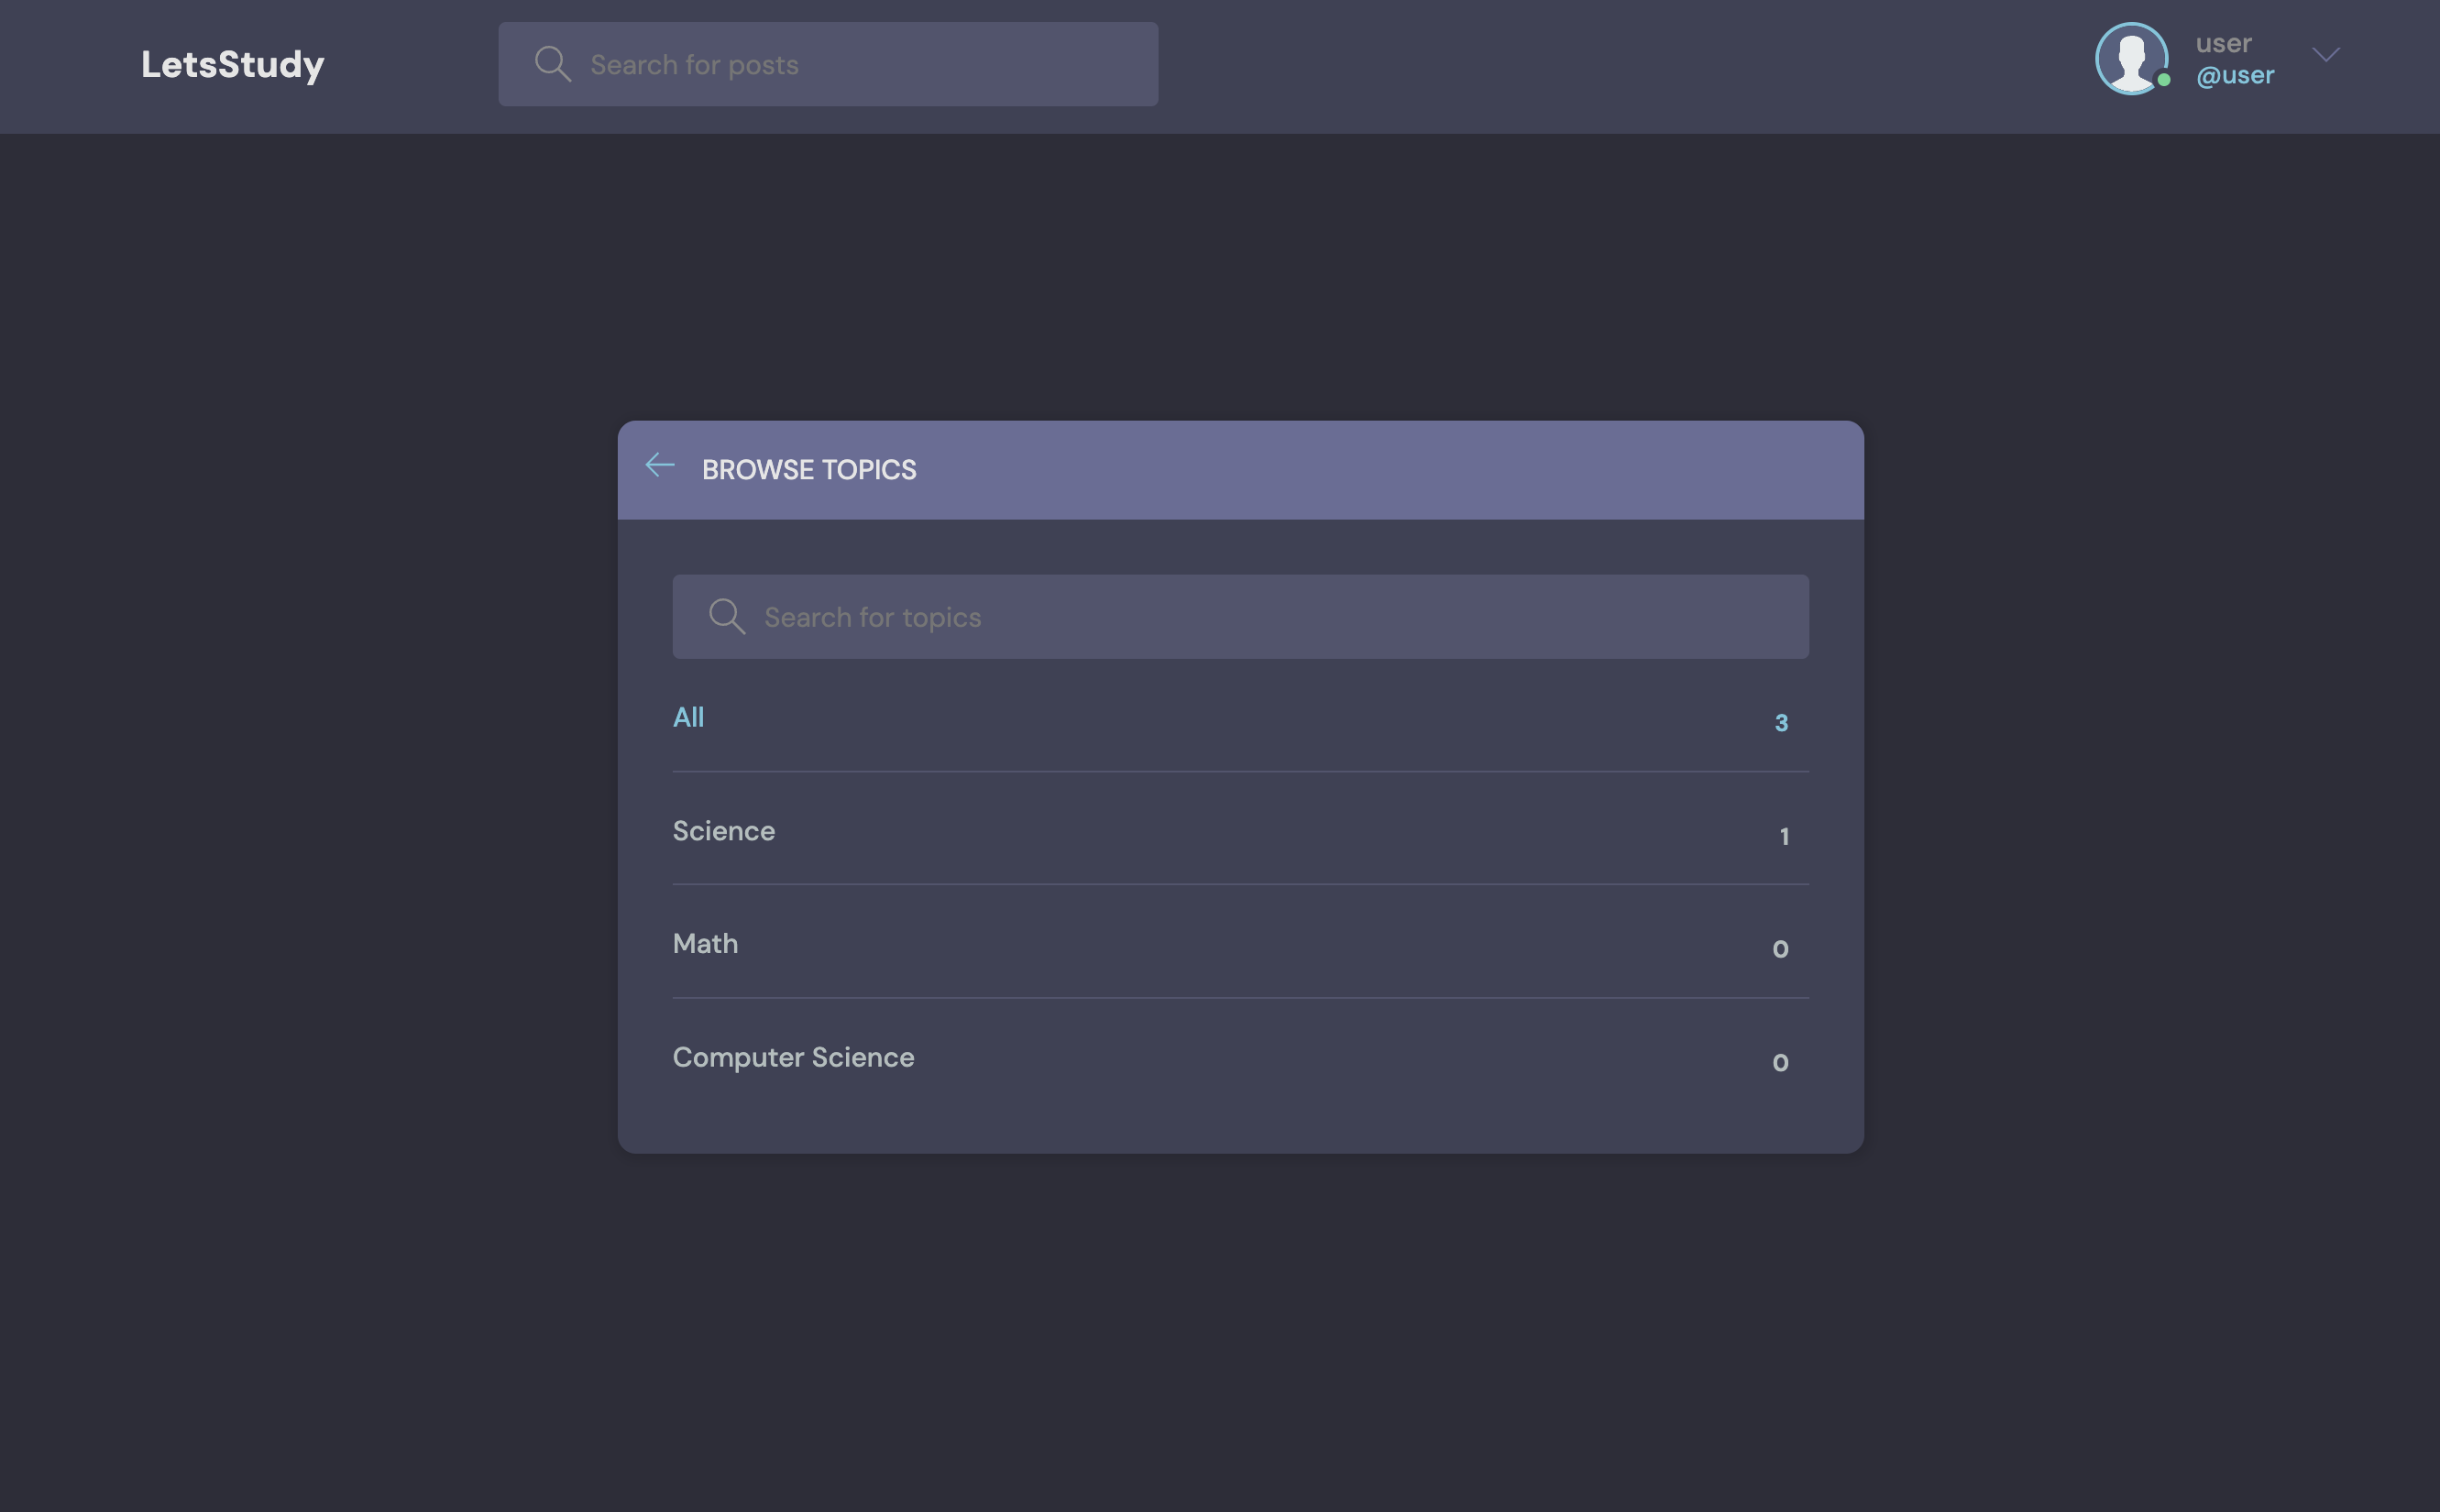 LetsStudy
Search for posts
user
@user
BROWSE TOPICS
Search for topics
All 3
Science 1
Math 0
Computer Science 0